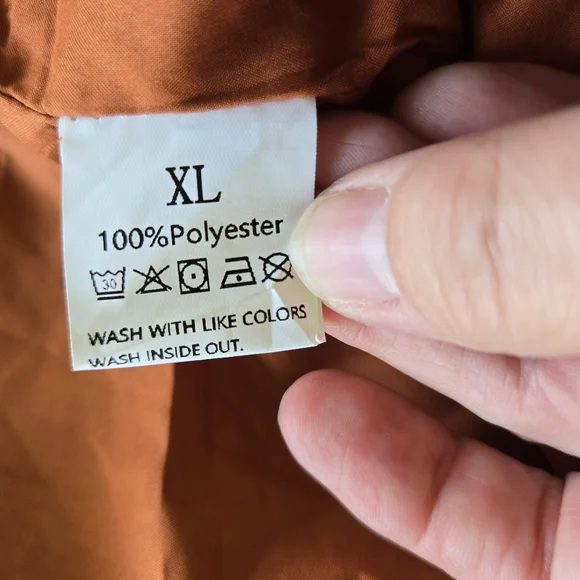 XL
100%Polyester
30
WASH WITH LIKE COLORS
WASH INSIDE OUT.